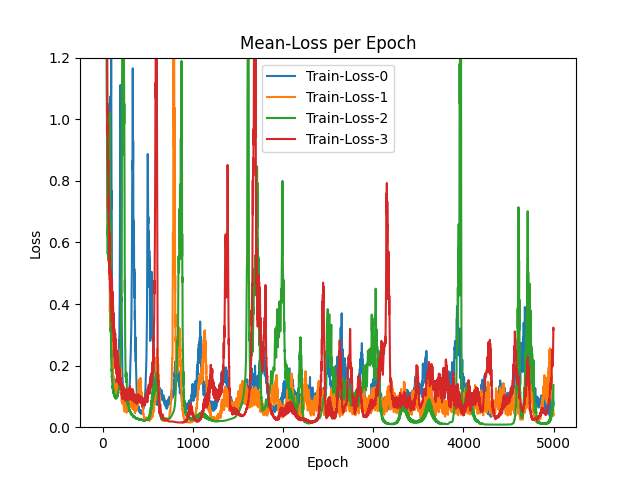 Mean-Loss per Epoch
1.2
1.0
0.8
0.6
0.4
0.2
0.0
Loss
Train-Loss-0
Train-Loss-1
Train-Loss-2
Train-Loss-3
0 1000 2000 3000 4000 5000
Epoch